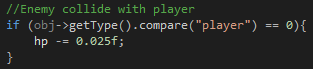 //Enemy collide with player
if (obj->getType().compare("player") == 0){
    hp -= 0.025f;
}